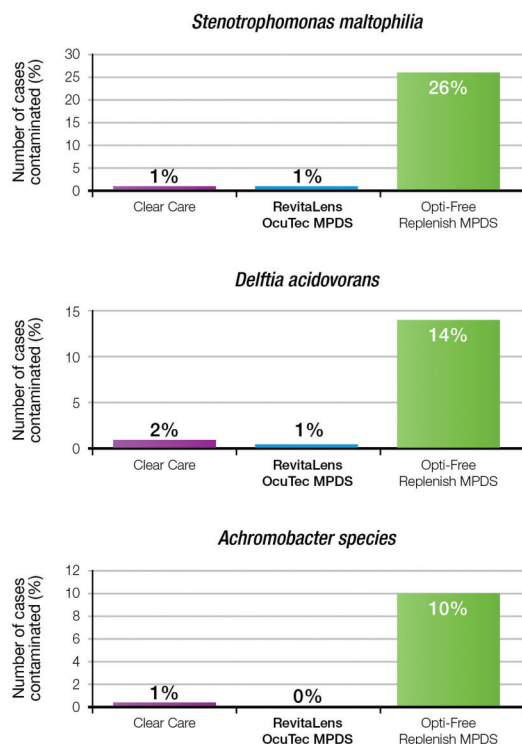 Stenotrophomonas maltophilia
Number of cases
contaminated (%)
30
25
20
15
10
5
0
1%
1%
26%
Clear Care
RevitaLens
OcuTec MPDS
Opti-Free
Replenish MPDS
Delftia acidovorans
Number of cases
contaminated (%)
15
10
5
0
2%
1%
14%
Clear Care
RevitaLens
OcuTec MPDS
Opti-Free
Replenish MPDS
Achromobacter species
Number of cases
contaminated (%)
12
10
8
6
4
2
0
1%
0%
10%
Clear Care
RevitaLens
OcuTec MPDS
Opti-Free
Replenish MPDS